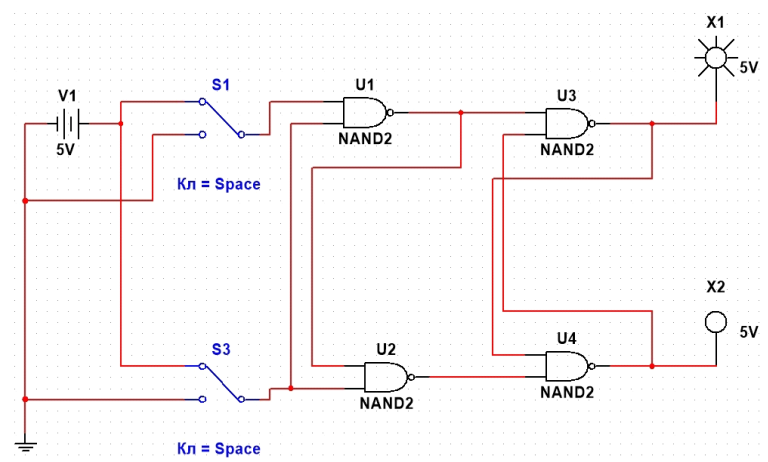 X1
5V
S1
U1
U3
V1
5V
NAND2
NAND2
Кл = Space
X2
5V
S3
U2
U4
NAND2
NAND2
Кл = Space